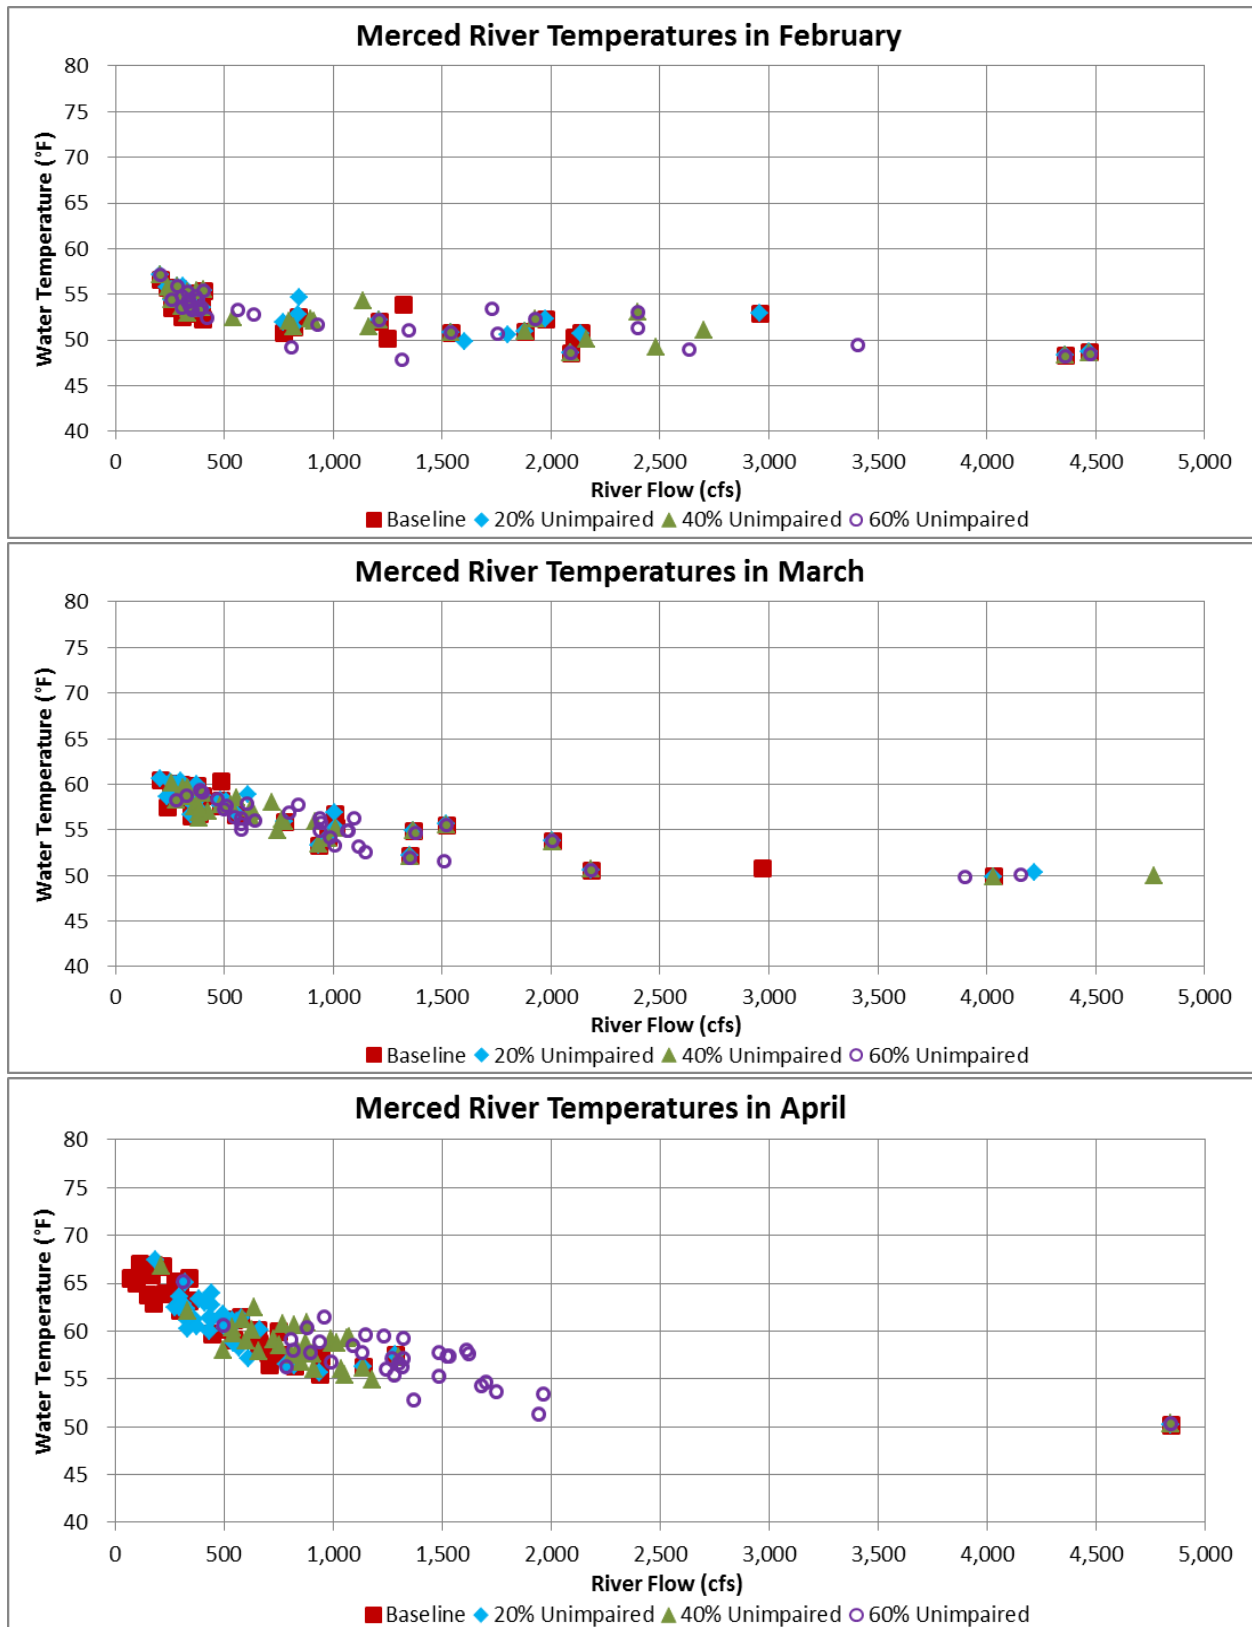 Merced River Temperatures in February
Water Temperature (°F)
80
75
70
65
60
55
50
45
40
0 500 1,000 1,500 2,000 2,500 3,000 3,500 4,000 4,500 5,000
River Flow (cfs)
Baseline 20% Unimpaired 40% Unimpaired 60% Unimpaired
Merced River Temperatures in March
Water Temperature (°F)
80
75
70
65
60
55
50
45
40
0 500 1,000 1,500 2,000 2,500 3,000 3,500 4,000 4,500 5,000
River Flow (cfs)
Baseline 20% Unimpaired 40% Unimpaired 60% Unimpaired
Merced River Temperatures in April
Water Temperature (°F)
80
75
70
65
60
55
50
45
40
0 500 1,000 1,500 2,000 2,500 3,000 3,500 4,000 4,500 5,000
River Flow (cfs)
Baseline 20% Unimpaired 40% Unimpaired 60% Unimpaired